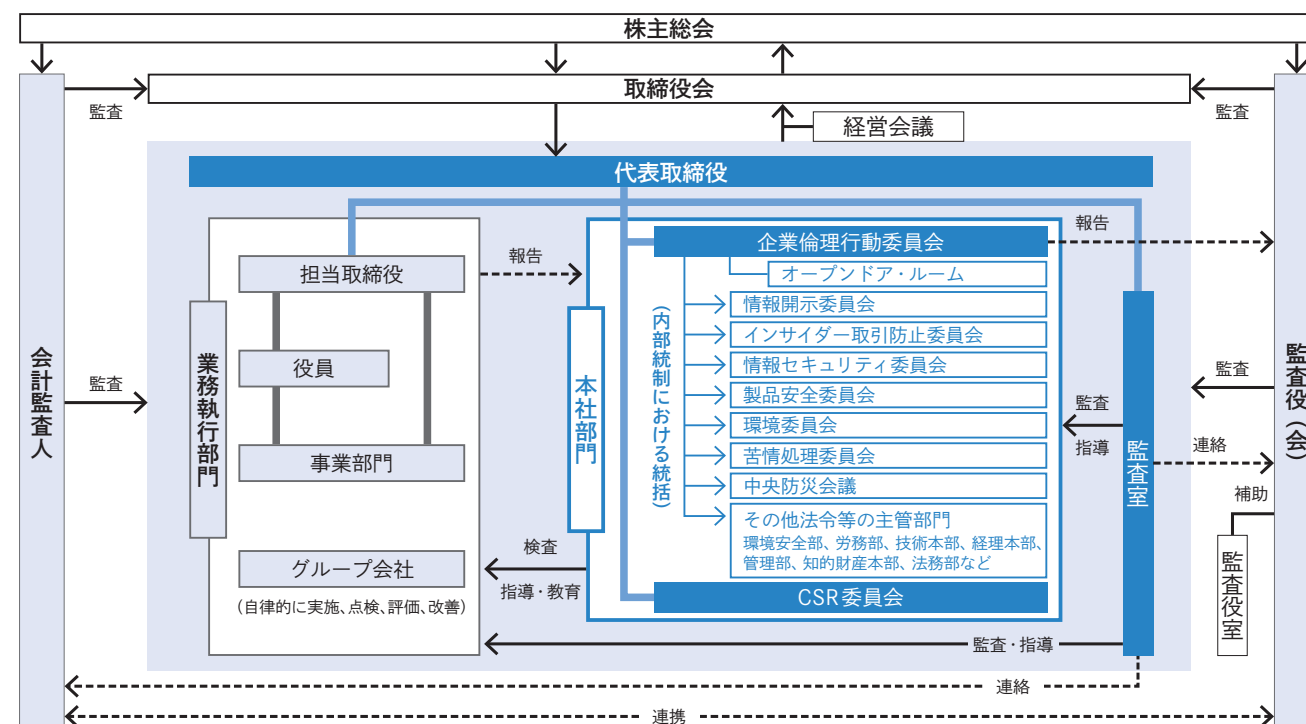 株主総会
取締役会
監査
監査
経営会議
代表取締役
企業倫理行動委員会
報告
報告
担当取締役
オープンドア・ルーム
情報開示委員会
インサイダー取引防止委員会
役員
情報セキュリティ委員会
監査
監査
製品安全委員会
監査
環境委員会
指導
苦情処理委員会
連絡
事業部門
中央防災会議
補助
その他法令等の主管部門
環境安全部、労務部、技術本部、経理本部、
管理部、知的財産本部、法務部など
検査
グループ会社
指導・教育
CSR委員会
(自律的に実施、点検、評価、改善)
監査・指導
連絡
連携
会計監査人
業務執行部門
本社部門
(内部統制における統括)
監査室
監査役室
監査役(会)